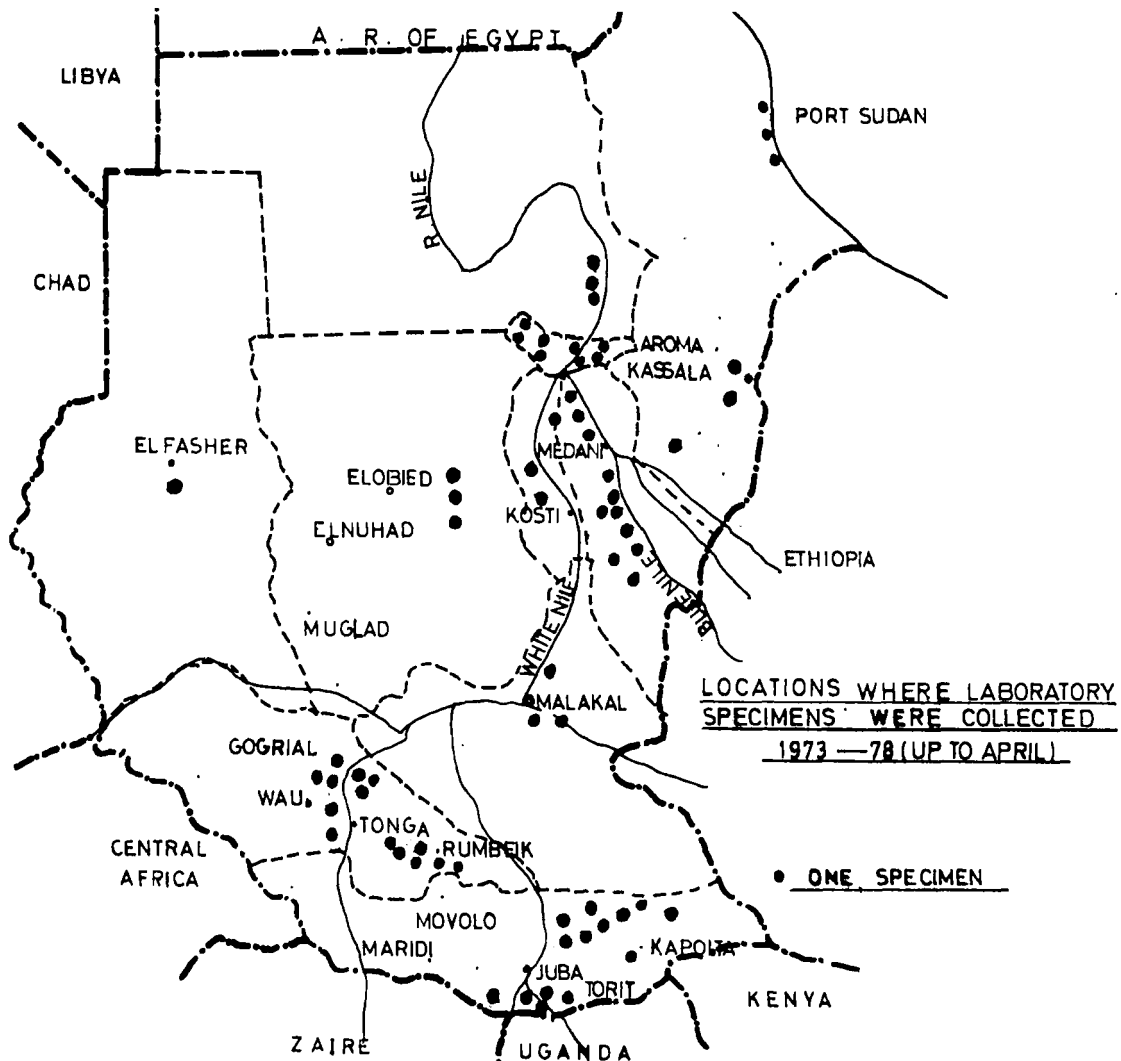 A. R. OF EGYPT
LIBYA
PORT SUDAN
R. NILE
CHAD
AROMA
KASSALA
EL FASHER
ELOBIED
MEDANI
KOSTI
ELNUHAD
ETHIOPIA
BLUE NILE
WHITE NILE
MUGLAD
MALAKAL
LOCATIONS WHERE LABORATORY
SPECIMENS WERE COLLECTED
1973 — 78 (UP TO APRIL)
GOGRIAL
WAU
TONGA
RUMBEIK
CENTRAL
AFRICA
ONE SPECIMEN
MOVOLO
MARIDI
KAPOITA
JUBA
TORIT
KENYA
ZAIRE
UGANDA